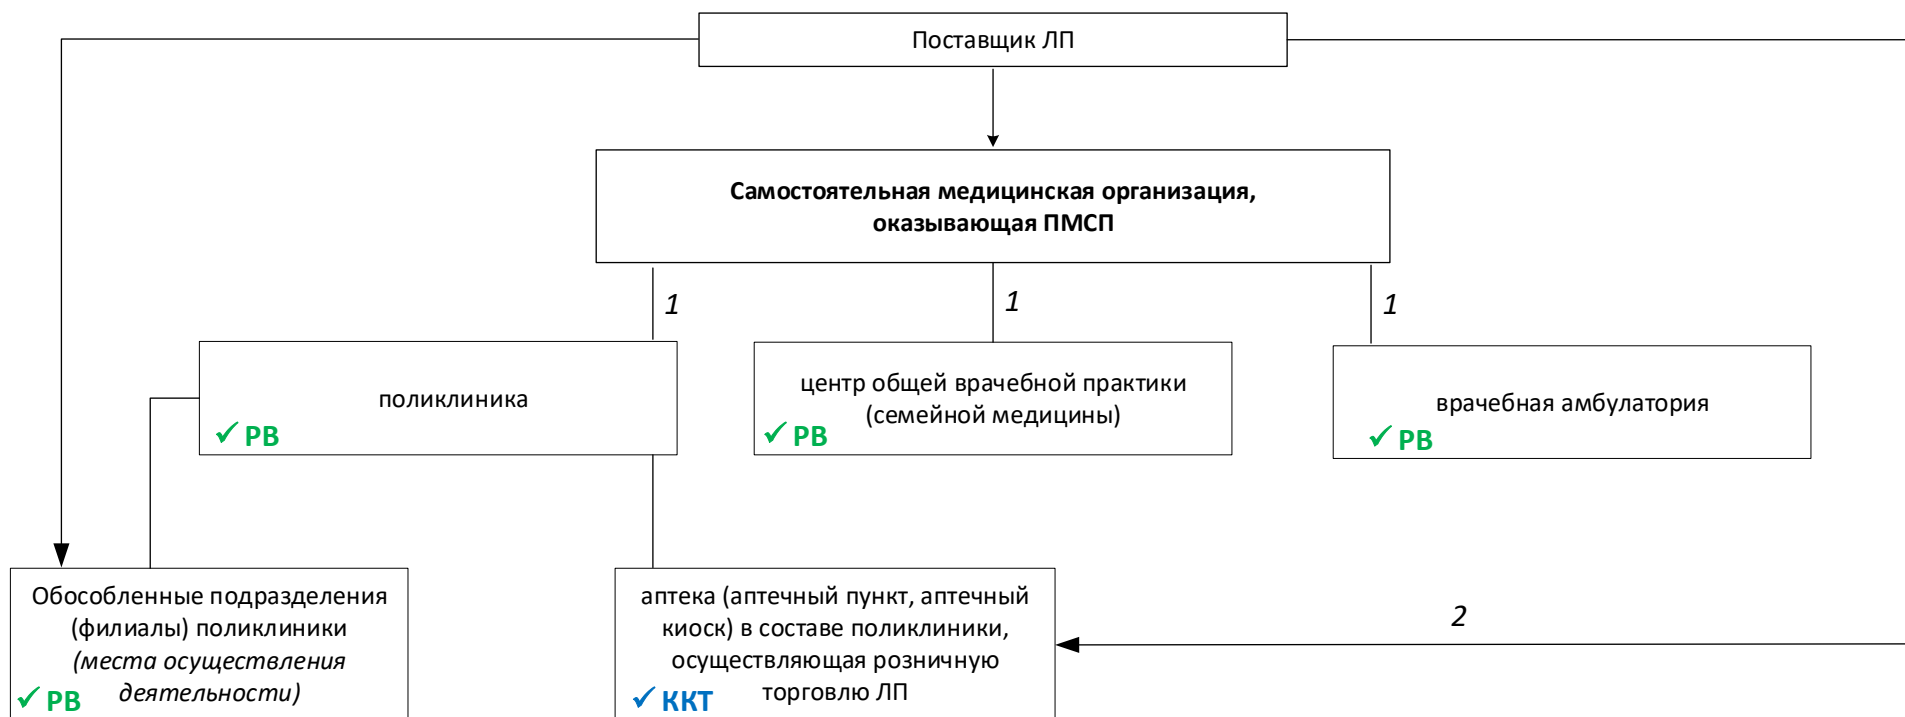 Поставщик ЛП
Самостоятельная медицинская организация,
оказывающая ПМСП
1
1
1
поликлиника
✓ РВ
центр общей врачебной практики
(семейной медицины)
✓ РВ
врачебная амбулатория
✓ РВ
Обособленные подразделения
(филиалы) поликлиники
(места осуществления
деятельности)
✓ РВ
аптека (аптечный пункт, аптечный
киоск) в составе поликлиники,
осуществляющая розничную
торговлю ЛП
✓ ККТ
2